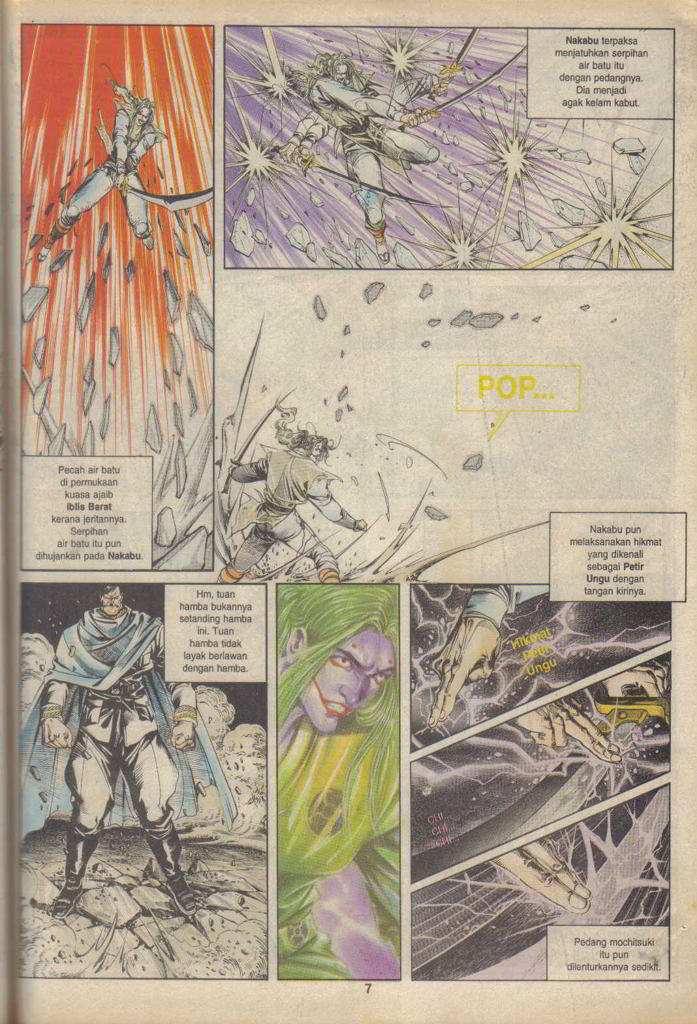 Pecah air batu
di permukaan
kuasa ajaib
Iblis Barat
kerana jeritannya.
Serpihan
air batu itu pun
dihujankan pada Nakabu.
Nakabu terpaksa
menjatuhkan serpihan
air batu itu
dengan pedangnya.
Dia menjadi
agak kelam kabut.
POP...
Nakabu pun
melaksanakan hikmat
yang dikenali
sebagai Petir
Ungu dengan
tangan kirinya.
Hm, tuan
hamba bukannya
setanding hamba
ini. Tuan
hamba tidak
layak berlawan
dengan hamba.
Hikmat
Petir
Ungu
CHI...
CHI...
CHI...
Pedang mochitsuki
itu pun
dilenturkannya sedikit.
7